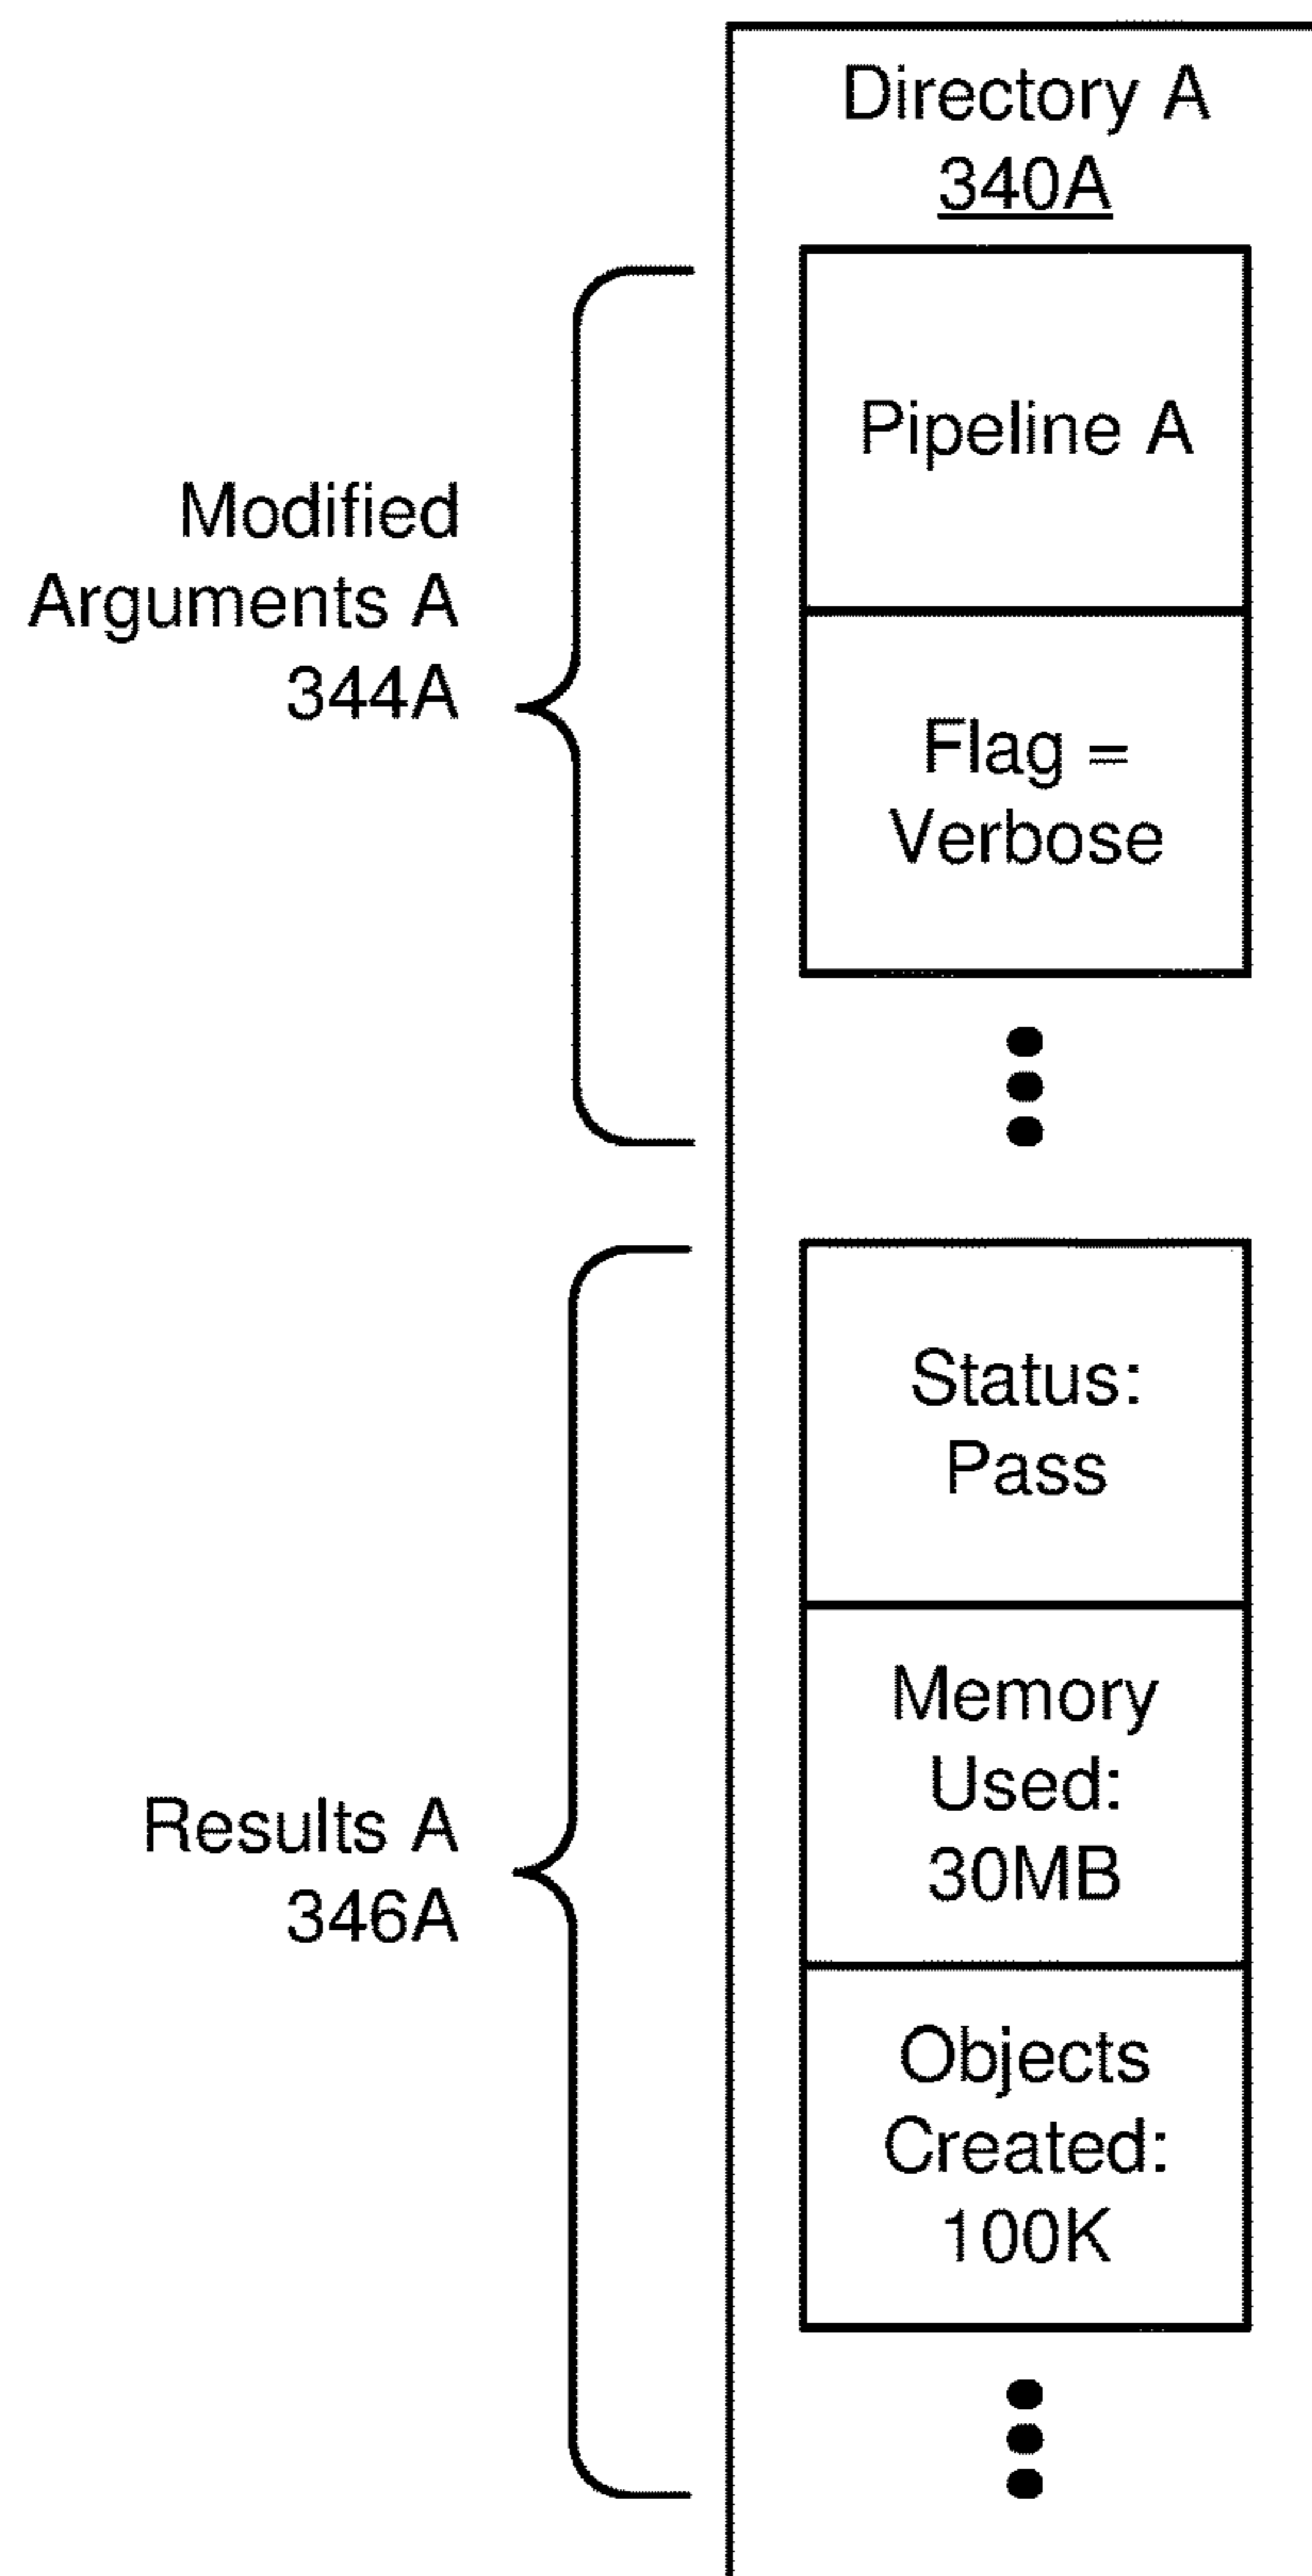 Directory A
340A
Modified
Arguments A
344A
Pipeline A
Flag =
Verbose
Results A
346A
Status:
Pass
Memory
Used:
30MB
Objects
Created:
100K